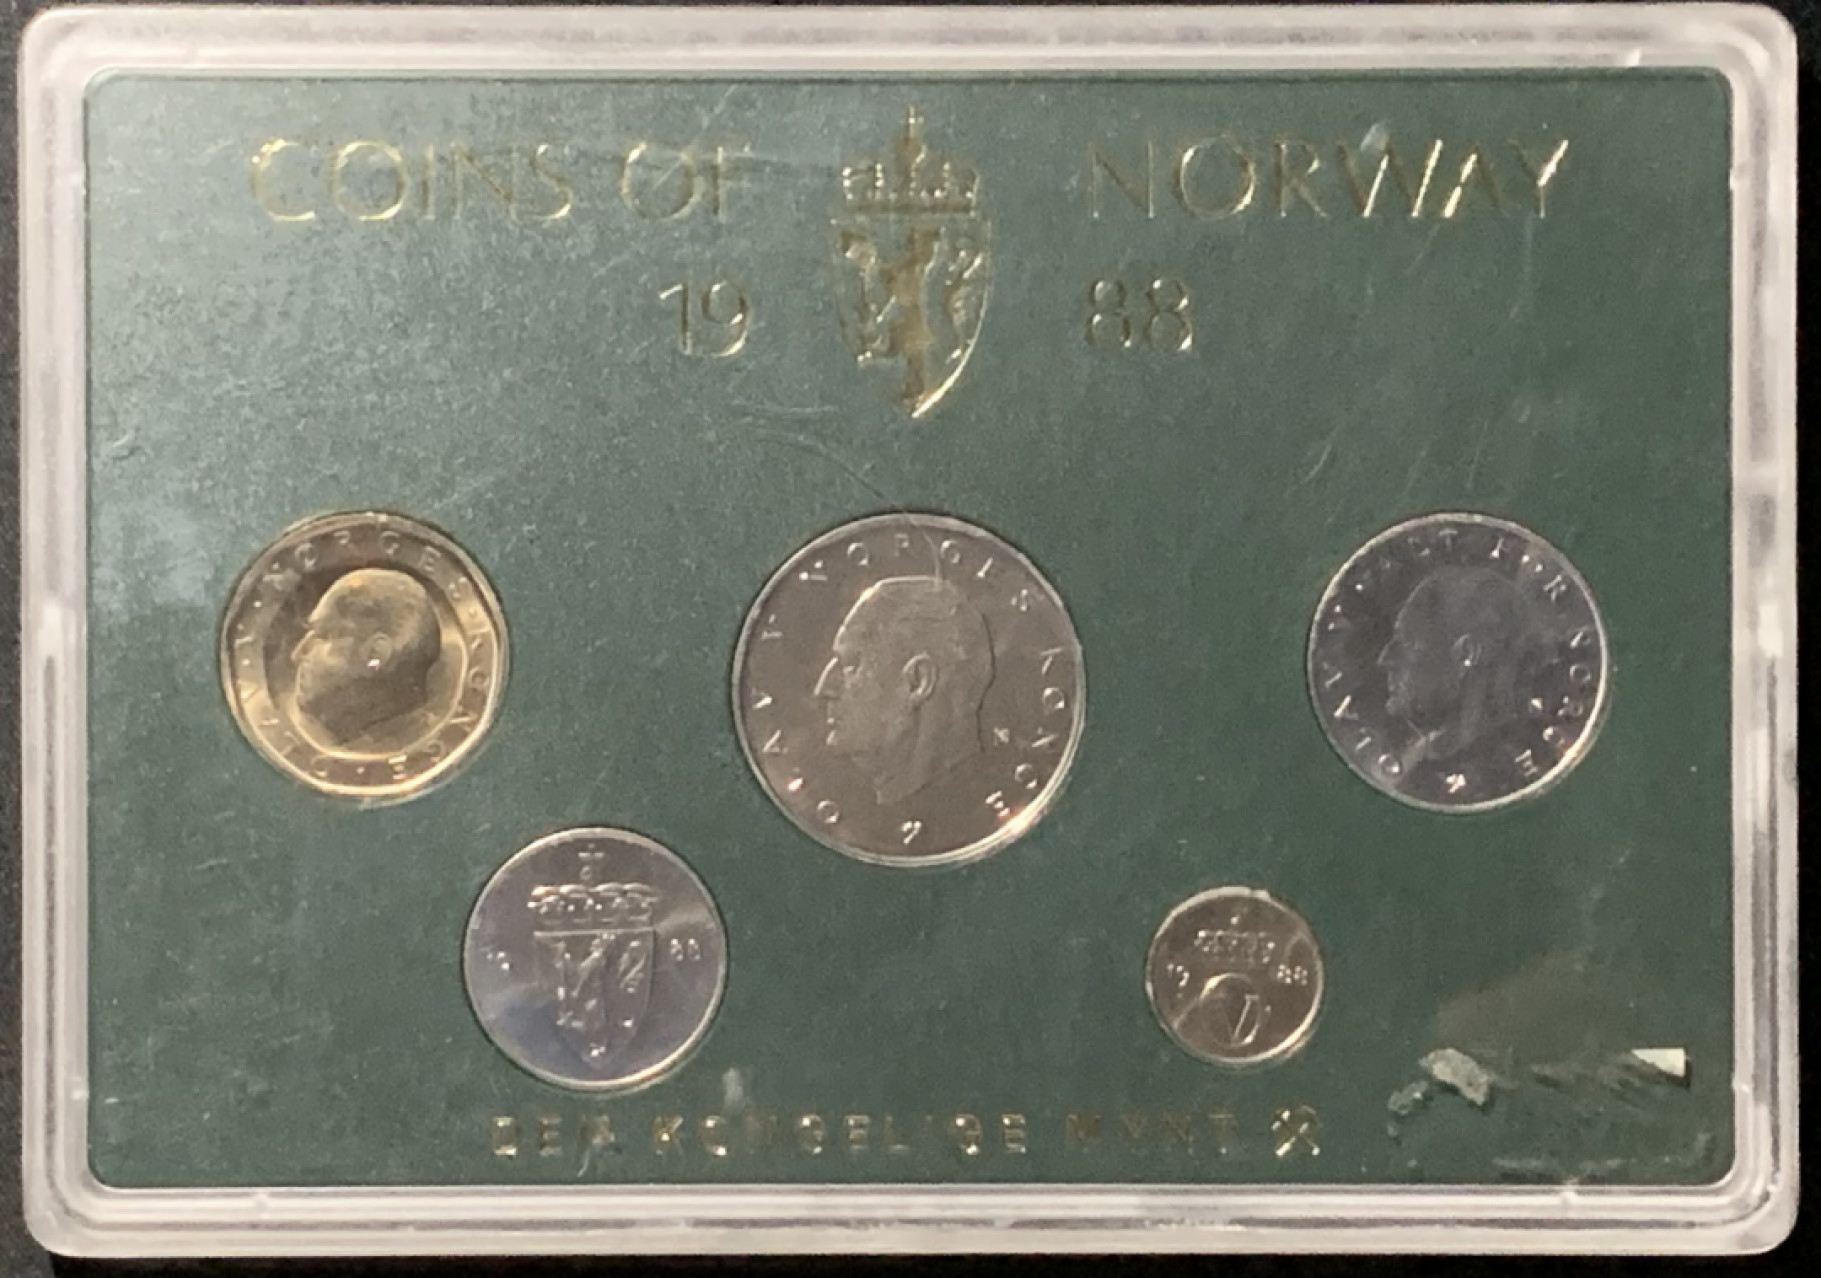 COINS OF NORWAY
19 88
OLAV · V · NORGES · KONGE ·
OLAV V NORGES KONGE
OLAV · V · ALT FOR NORGE
19 88
19 88
V
DEN KONGELIGE MYNT